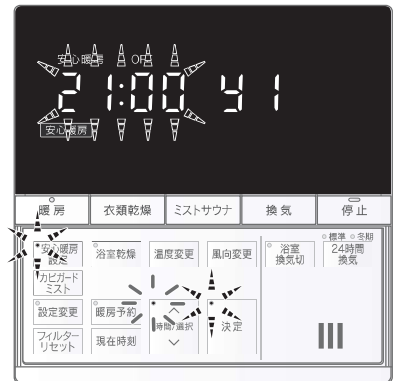 安心暖房 OFF
21:00 y 1
安心暖房
暖房 衣類乾燥 ミストサウナ 換気 停止
標準 冬期
安心暖房
設定
浴室乾燥 温度変更 風向変更
浴室
換気切
24時間
換気
カビガード
ミスト
設定変更 暖房予約
時間/選択
決定
フィルター
リセット
現在時刻